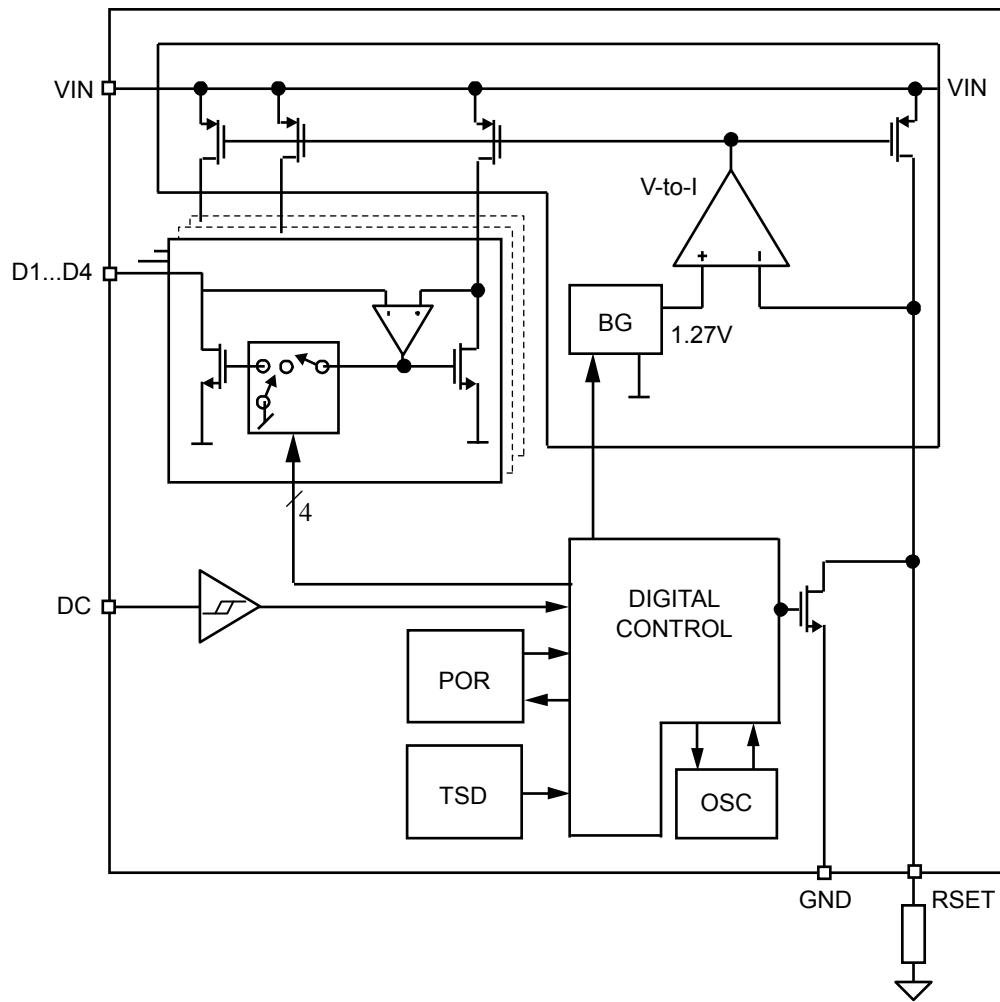 VIN
VIN
V-to-I
+
D1...D4
BG
1.27V
4
DC
DIGITAL
CONTROL
POR
TSD
OSC
GND
RSET